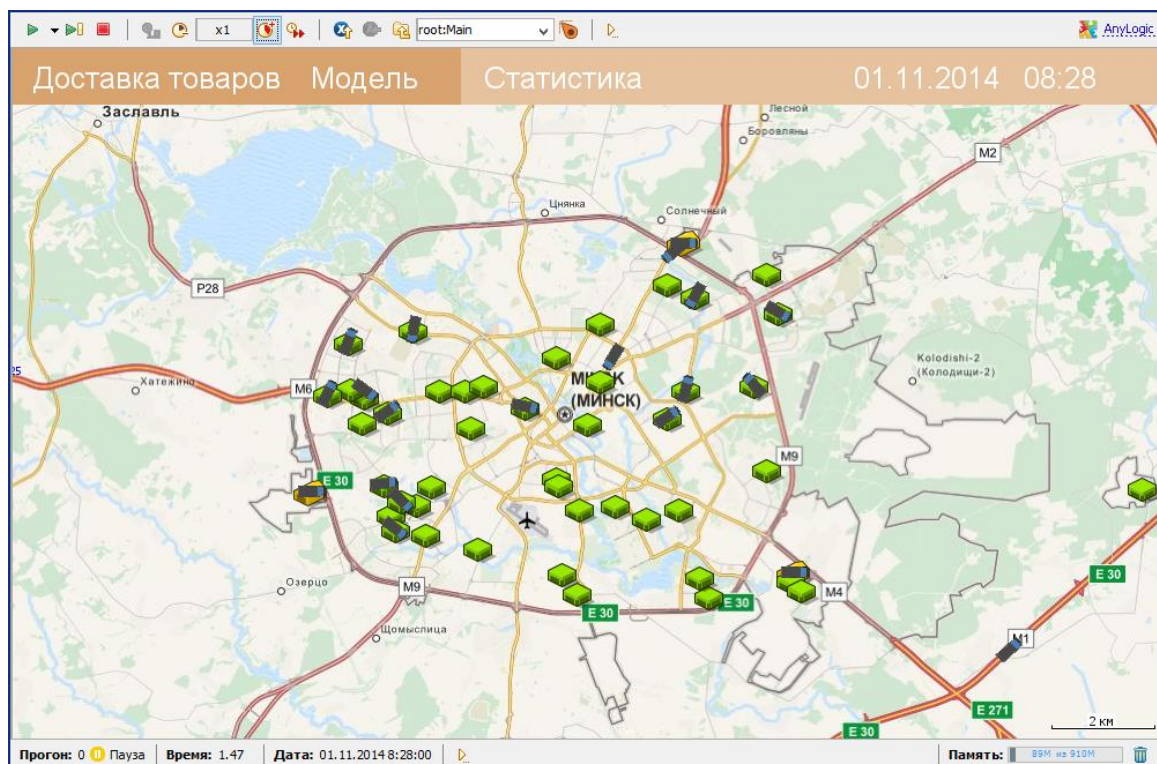 x1
root:Main
AnyLogic
Доставка товаров Модель Статистика 01.11.2014 08:28
Заславль
Лесной
Боровляны
M2
Цнянка
Солнечный
P28
Kolodishi-2
(Колодищи-2)
25
Хатежино
M6
(МИНСК)
M9
E 30
Озерцо
M9
E 30
E 30
M4
E 30
Щомыслица
M1
E 271
E 30
2 км
Прогон: 0 Пауза Время: 1.47 Дата: 01.11.2014 8:28:00 Память: 89M из 910M